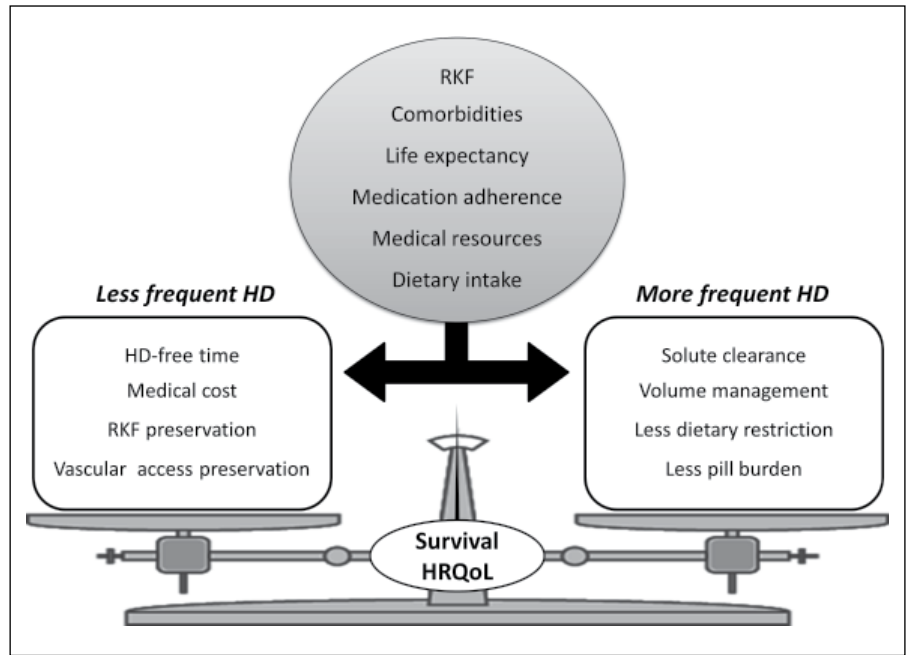 RKF
Comorbidities
Life expectancy
Medication adherence
Medical resources
Dietary intake
Less frequent HD
HD-free time
Medical cost
RKF preservation
Vascular access preservation
More frequent HD
Solute clearance
Volume management
Less dietary restriction
Less pill burden
Survival
HRQoL